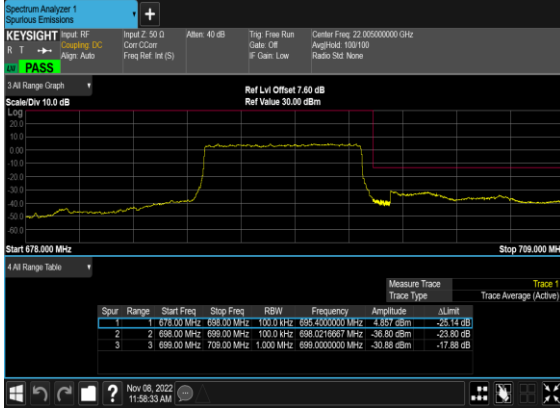 Spectrum Analyzer 1
Spurious Emissions
+
KEYSIGHT Input: RF Input Z: 50 Ω Atten: 40 dB Trig: Free Run Center Freq: 22.005000000 GHz
R T Coupling: DC Corr CCorr Gate: Off Avg|Hold: 100/100
Align: Auto Freq Ref: Int (S) IF Gain: Low Radio Std: None
PASS
3 All Range Graph
Ref Lvl Offset 7.60 dB
Scale/Div 10.0 dB Ref Value 30.00 dBm
Log
20.0
10.0
0.00
-10.0
-20.0
-30.0
-40.0
-50.0
-60.0
Start 678.000 MHz Stop 709.000 MH
4 All Range Table
Measure Trace Trace 1
Trace Type Trace Average (Active)
Spur Range Start Freq Stop Freq RBW Frequency Amplitude ΔLimit
1 1 678.00 MHz 698.00 MHz 100.0 kHz 695.4000000 MHz 4.857 dBm -25.14 dB
2 2 698.00 MHz 699.00 MHz 100.0 kHz 698.0216667 MHz -36.80 dBm -23.80 dB
3 3 699.00 MHz 709.00 MHz 1.000 MHz 699.0000000 MHz -30.88 dBm -17.88 dB
? Nov 08, 2022
11:58:33 AM